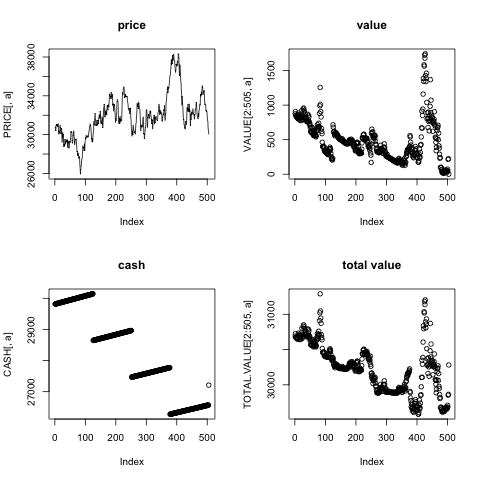 price
PRICE[, a]
26000 30000 34000 38000
0 100 200 300 400 500
Index
value
VALUE[2:505, a]
0 500 1000 1500
0 100 200 300 400 500
Index
cash
CASH[, a]
27000 29000
0 100 200 300 400 500
Index
total value
TOTAL.VALUE[2:505, a]
30000 31000
0 100 200 300 400 500
Index